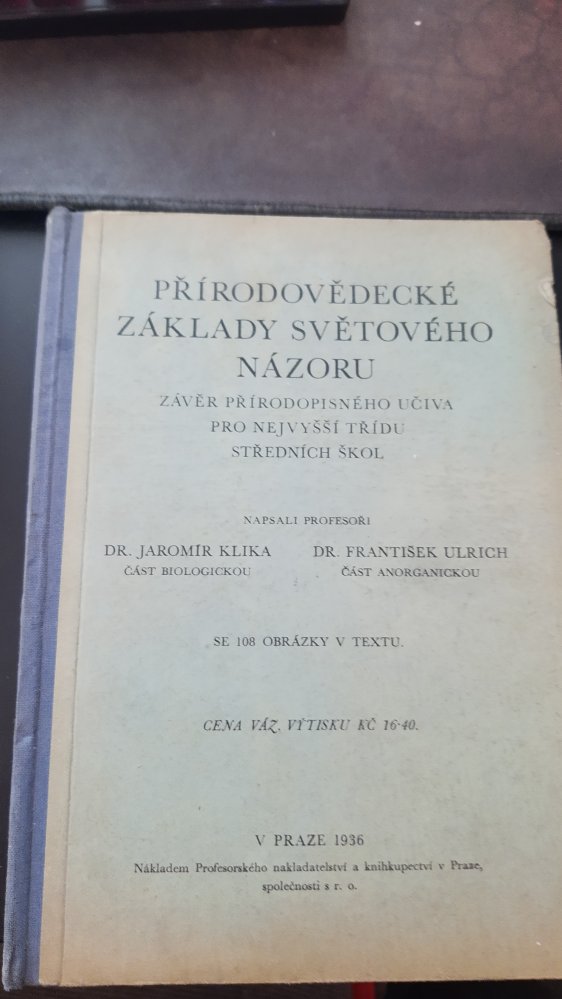 PŘÍRODOVĚDECKÉ
ZÁKLADY SVĚTOVÉHO
NÁZORU
ZÁVĚR PŘÍRODOPISNÉHO UČIVA
PRO NEJVYŠŠÍ TŘÍDU
STŘEDNÍCH ŠKOL
NAPSALI PROFESOŘI
DR. JAROMÍR KLIKA DR. FRANTIŠEK ULRICH
ČÁST BIOLOGICKOU ČÁST ANORGANICKOU
SE 108 OBRÁZKY V TEXTU.
CENA VÁZ. VÝTISKU KČ 16·40.
V PRAZE 1936
Nákladem Profesorského nakladatelství a knihkupectví v Praze,
společnosti s r. o.